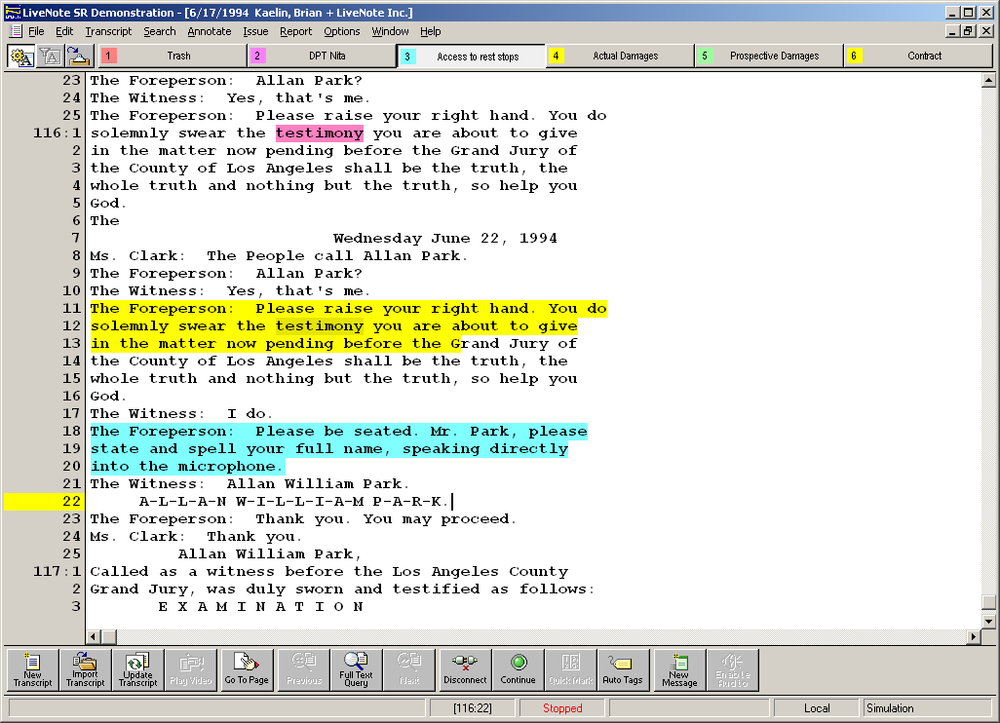 LiveNote SR Demonstration - [6/17/1994 Kaelin, Brian + LiveNote Inc.]
File Edit Transcript Search Annotate Issue Report Options Window Help
1 Trash 2 DPT Nita 3 Access to rest stops 4 Actual Damages 5 Prospective Damages 6 Contract
23 The Foreperson: Allan Park?
24 The Witness: Yes, that's me.
25 The Foreperson: Please raise your right hand. You do
116:1 solemnly swear the testimony you are about to give
2 in the matter now pending before the Grand Jury of
3 the County of Los Angeles shall be the truth, the
4 whole truth and nothing but the truth, so help you
5 God.
6 The
7 Wednesday June 22, 1994
8 Ms. Clark: The People call Allan Park.
9 The Foreperson: Allan Park?
10 The Witness: Yes, that's me.
11 The Foreperson: Please raise your right hand. You do
12 solemnly swear the testimony you are about to give
13 in the matter now pending before the Grand Jury of
14 the County of Los Angeles shall be the truth, the
15 whole truth and nothing but the truth, so help you
16 God.
17 The Witness: I do.
18 The Foreperson: Please be seated. Mr. Park, please
19 state and spell your full name, speaking directly
20 into the microphone.
21 The Witness: Allan William Park.
22 A-L-L-A-N W-I-L-L-I-A-M P-A-R-K.
23 The Foreperson: Thank you. You may proceed.
24 Ms. Clark: Thank you.
25 Allan William Park,
117:1 Called as a witness before the Los Angeles County
2 Grand Jury, was duly sworn and testified as follows:
3 E X A M I N A T I O N
New Transcript Import Transcript Update Transcript Play Video Go To Page Previous Full Text Query Next Disconnect Continue Quick Mark Auto Tags New Message Enable Audio
[116:22] Stopped Local Simulation